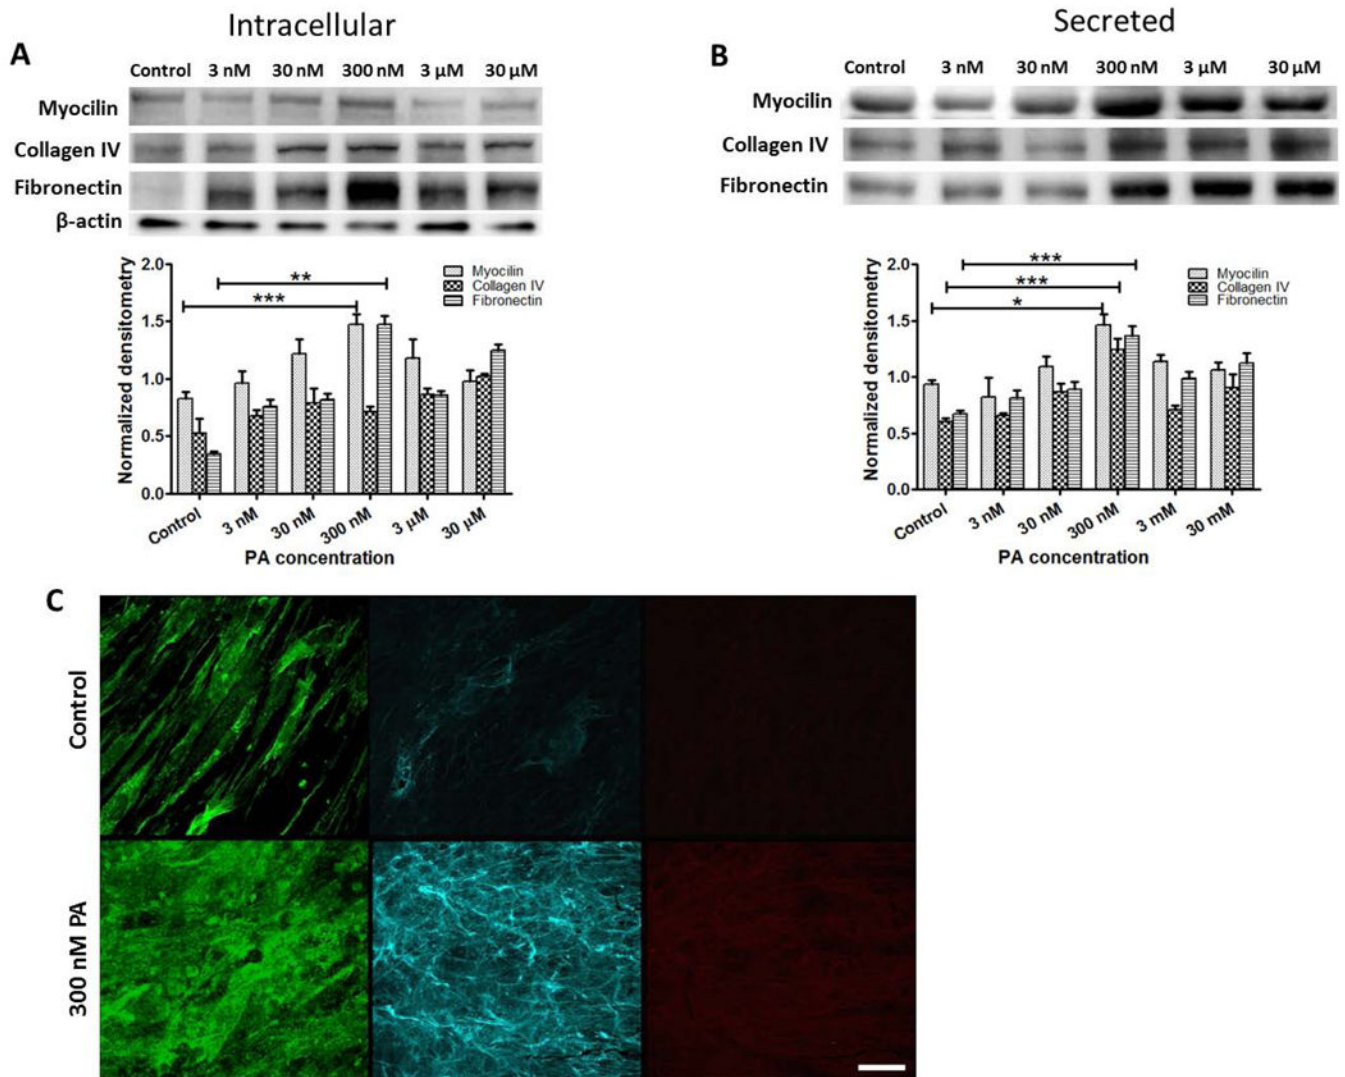 Intracellular
A
Control 3 nM 30 nM 300 nM 3 µM 30 µM
Myocilin
Collagen IV
Fibronectin
β-actin
Normalized densitometry
2.0
1.5
1.0
0.5
0.0
**
***
Myocilin
Collagen IV
Fibronectin
Control 3 nM 30 nM 300 nM 3 µM 30 µM
PA concentration
Secreted
B
Control 3 nM 30 nM 300 nM 3 µM 30 µM
Myocilin
Collagen IV
Fibronectin
Normalized densitometry
2.0
1.5
1.0
0.5
0.0
***
***
*
Myocilin
Collagen IV
Fibronectin
Control 3 nM 30 nM 300 nM 3 mM 30 mM
PA concentration
C
Control
300 nM PA